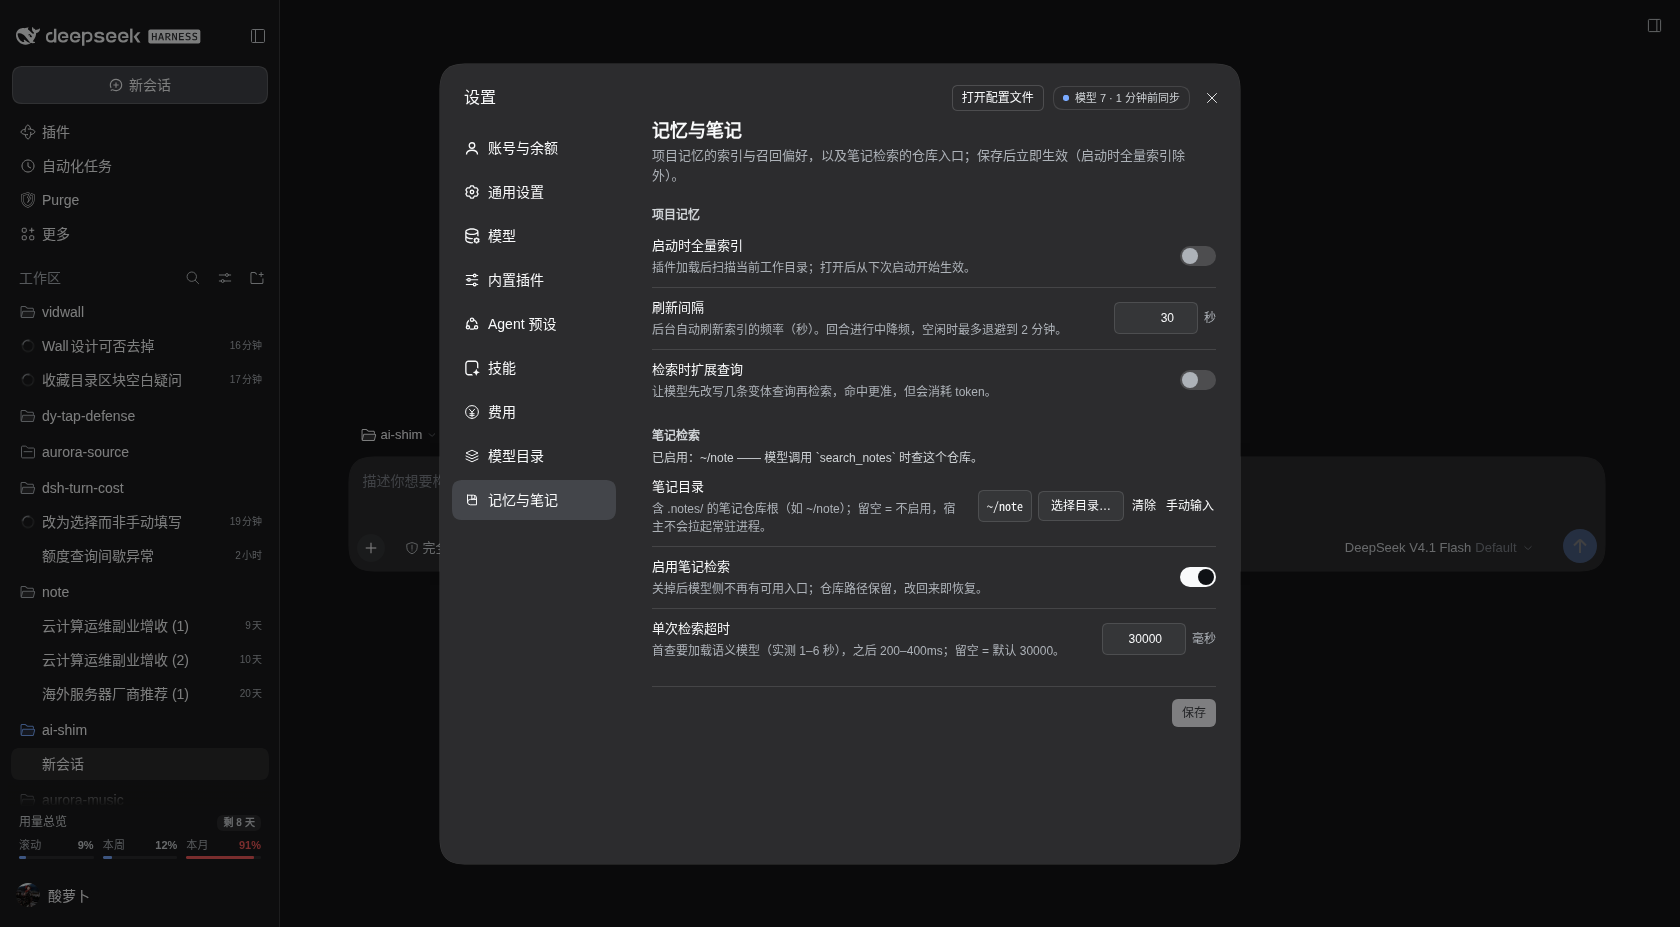 deepseek HARNESS
新会话
插件
自动化任务
Purge
更多
工作区
vidwall
Wall 设计可否去掉 16分钟
收藏目录区块空白疑问 17分钟
dy-tap-defense
aurora-source
dsh-turn-cost
改为选择而非手动填写 19分钟
额度查询间歇异常 2小时
note
云计算运维副业增收 (1) 9天
云计算运维副业增收 (2) 10天
海外服务器厂商推荐 (1) 20天
ai-shim
新会话
aurora-music
用量总览 剩 8 天
滚动 9% 本周 12% 本月 91%
酸萝卜
ai-shim
描述你想要
完全
DeepSeek V4.1 Flash Default
设置
打开配置文件
模型 7 · 1 分钟前同步
账号与余额
通用设置
模型
内置插件
Agent 预设
技能
费用
模型目录
记忆与笔记
记忆与笔记
项目记忆的索引与召回偏好，以及笔记检索的仓库入口；保存后立即生效（启动时全量索引除
外）。
项目记忆
启动时全量索引
插件加载后扫描当前工作目录；打开后从下次启动开始生效。
刷新间隔
后台自动刷新索引的频率（秒）。回合进行中降频，空闲时最多退避到 2 分钟。
30 秒
检索时扩展查询
让模型先改写几条变体查询再检索，命中更准，但会消耗 token。
笔记检索
已启用：~/note —— 模型调用 `search_notes` 时查这个仓库。
笔记目录
含 .notes/ 的笔记仓库根（如 ~/note）；留空 = 不启用，宿
主不会拉起常驻进程。
~/note 选择目录… 清除 手动输入
启用笔记检索
关掉后模型侧不再有可用入口；仓库路径保留，改回来即恢复。
单次检索超时
首查要加载语义模型（实测 1–6 秒），之后 200–400ms；留空 = 默认 30000。
30000 毫秒
保存